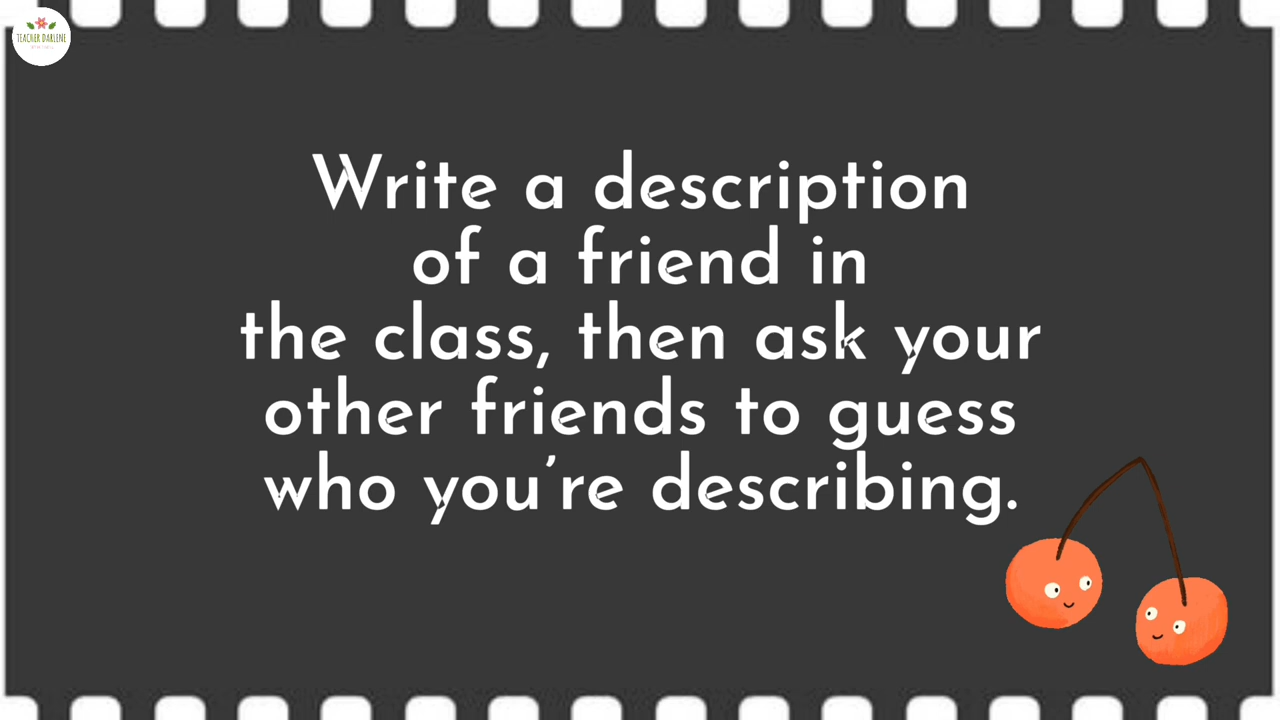 TEACHER DARLENE
Write a description
of a friend in
the class, then ask your
other friends to guess
who you’re describing.